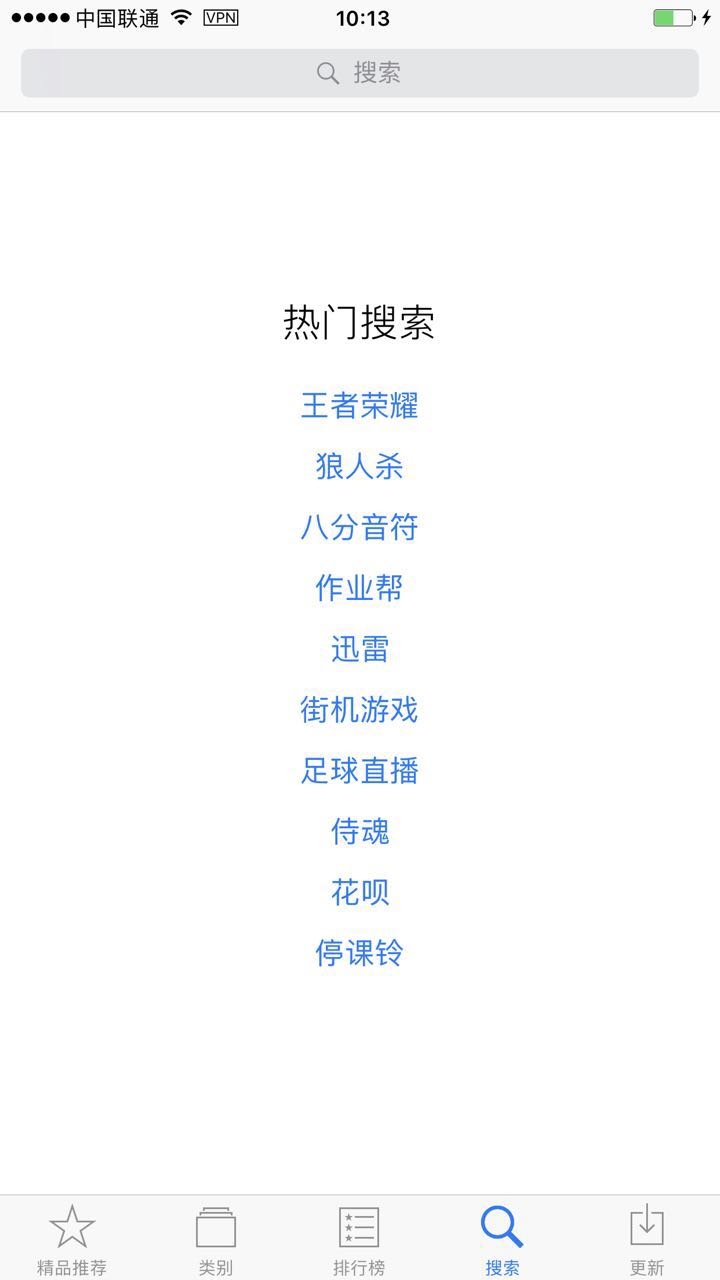 中国联通 VPN 10:13
搜索
热门搜索
王者荣耀
狼人杀
八分音符
作业帮
迅雷
街机游戏
足球直播
侍魂
花呗
停课铃
精品推荐 类别 排行榜 搜索 更新